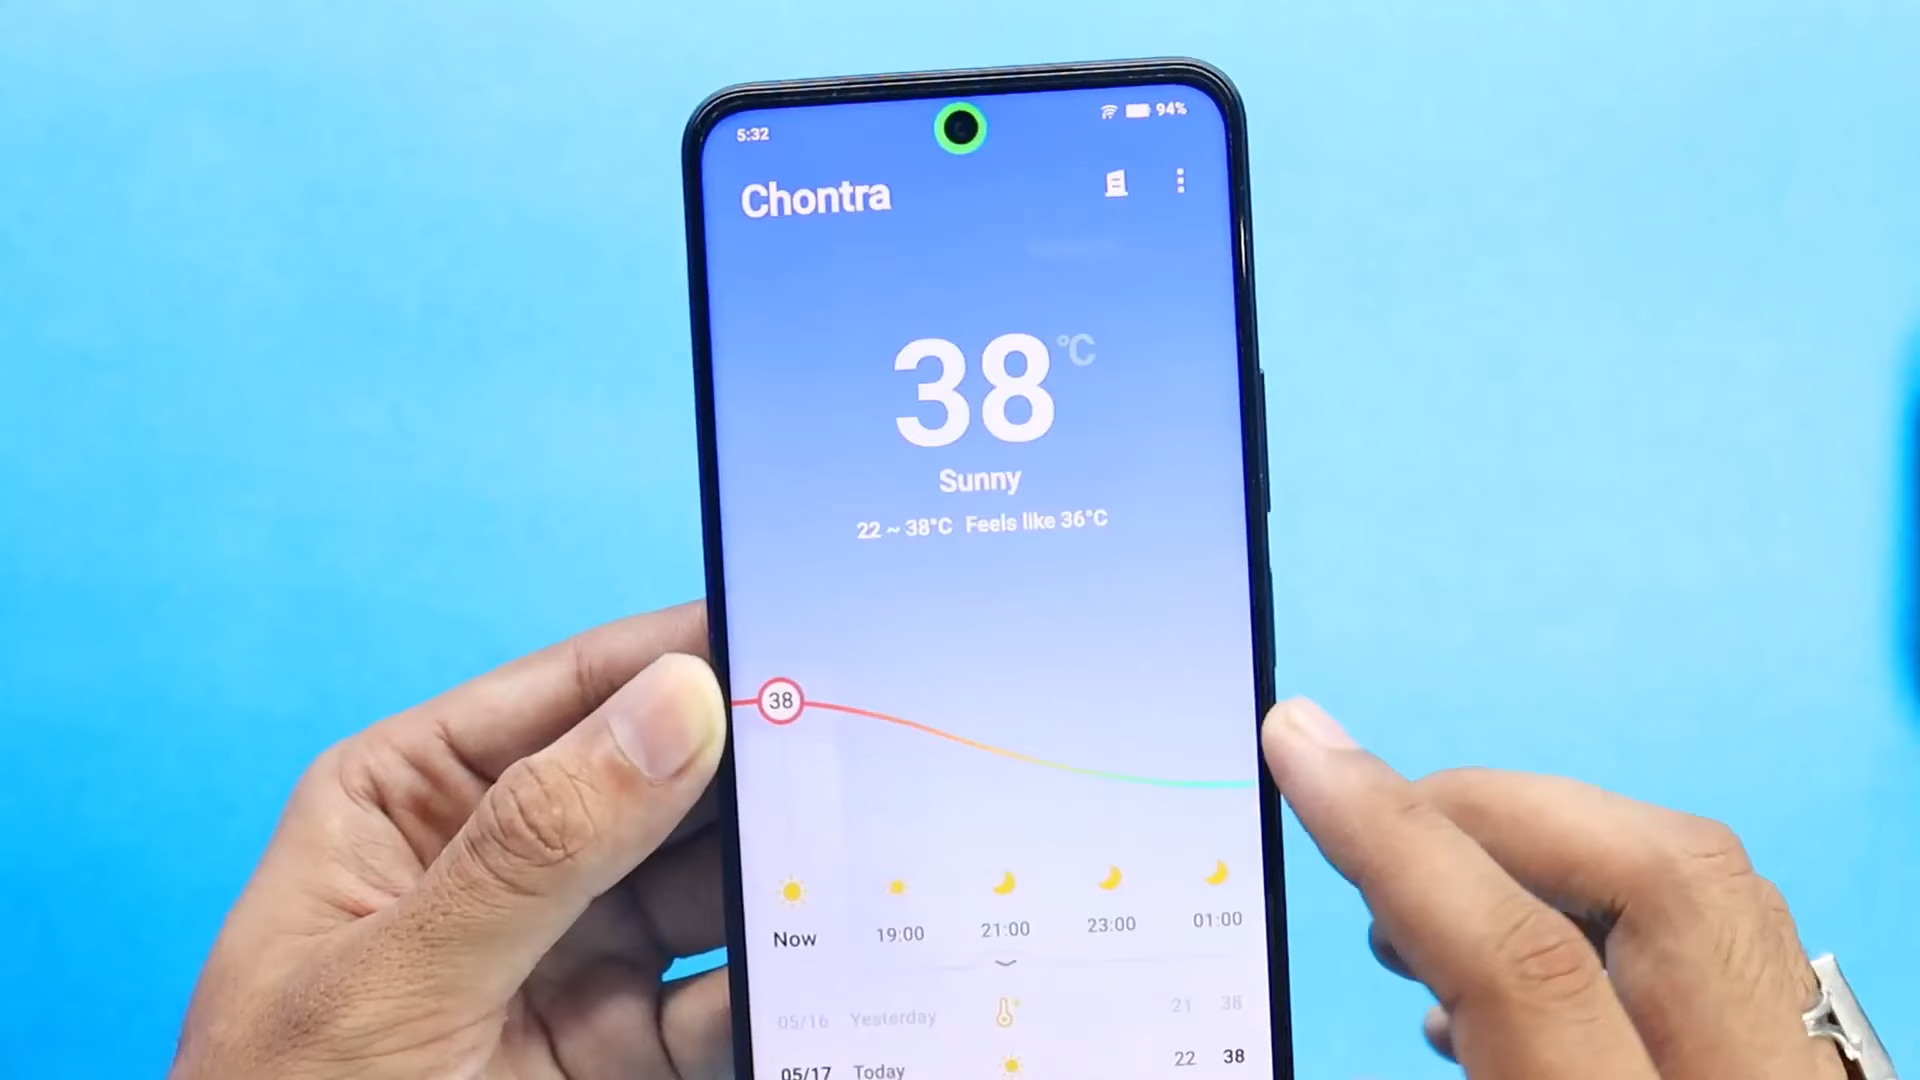 5:32 94%
Chontra
38 °C
Sunny
22 ~ 38°C Feels like 36°C
38
Now 19:00 21:00 23:00 01:00
05/16 Yesterday 21 38
05/17 Today 22 38